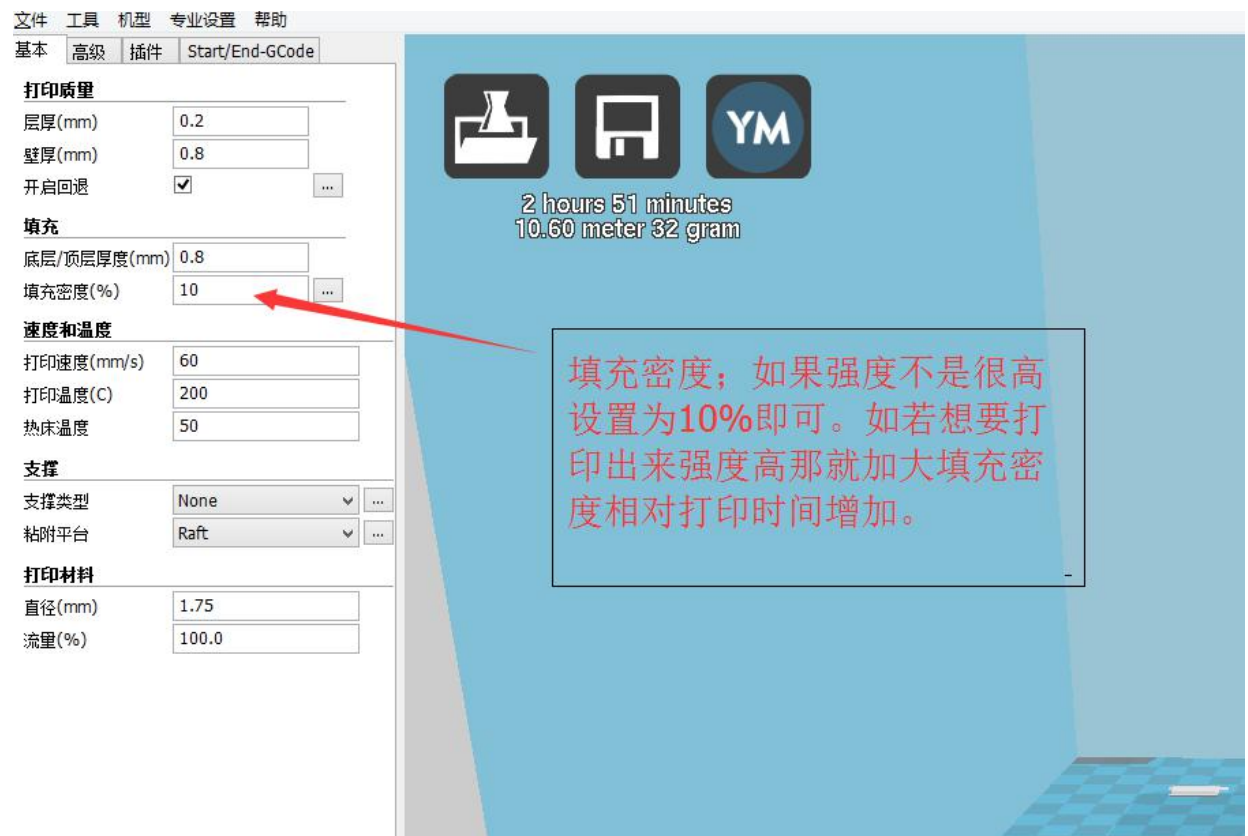 文件 工具 机型 专业设置 帮助
基本 高级 插件 Start/End-GCode
打印质量
层厚(mm) 0.2
壁厚(mm) 0.8
开启回退 ...
填充
底层/顶层厚度(mm) 0.8
填充密度(%) 10 ...
速度和温度
打印速度(mm/s) 60
打印温度(C) 200
热床温度 50
支撑
支撑类型 None ...
粘附平台 Raft ...
打印材料
直径(mm) 1.75
流量(%) 100.0
YM
2 hours 51 minutes
10.60 meter 32 gram
填充密度；如果强度不是很高
设置为10%即可。如若想要打
印出来强度高那就加大填充密
度相对打印时间增加。